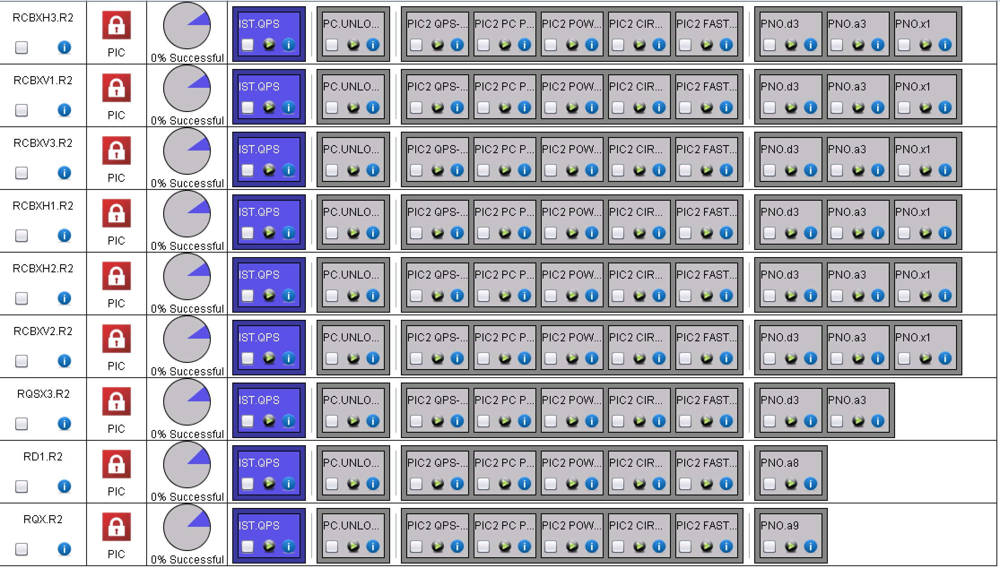 RCBXH3.R2
PIC
0% Successful
IST.QPS PC.UNLO... PIC2 QPS-... PIC2 PC P... PIC2 POW... PIC2 CIR... PIC2 FAST... PNO.d3 PNO.a3 PNO.x1
RCBXV1.R2
PIC
0% Successful
IST.QPS PC.UNLO... PIC2 QPS-... PIC2 PC P... PIC2 POW... PIC2 CIR... PIC2 FAST... PNO.d3 PNO.a3 PNO.x1
RCBXV3.R2
PIC
0% Successful
IST.QPS PC.UNLO... PIC2 QPS-... PIC2 PC P... PIC2 POW... PIC2 CIR... PIC2 FAST... PNO.d3 PNO.a3 PNO.x1
RCBXH1.R2
PIC
0% Successful
IST.QPS PC.UNLO... PIC2 QPS-... PIC2 PC P... PIC2 POW... PIC2 CIR... PIC2 FAST... PNO.d3 PNO.a3 PNO.x1
RCBXH2.R2
PIC
0% Successful
IST.QPS PC.UNLO... PIC2 QPS-... PIC2 PC P... PIC2 POW... PIC2 CIR... PIC2 FAST... PNO.d3 PNO.a3 PNO.x1
RCBXV2.R2
PIC
0% Successful
IST.QPS PC.UNLO... PIC2 QPS-... PIC2 PC P... PIC2 POW... PIC2 CIR... PIC2 FAST... PNO.d3 PNO.a3 PNO.x1
RQSX3.R2
PIC
0% Successful
IST.QPS PC.UNLO... PIC2 QPS-... PIC2 PC P... PIC2 POW... PIC2 CIR... PIC2 FAST... PNO.d3 PNO.a3
RD1.R2
PIC
0% Successful
IST.QPS PC.UNLO... PIC2 QPS-... PIC2 PC P... PIC2 POW... PIC2 CIR... PIC2 FAST... PNO.a8
RQX.R2
PIC
0% Successful
IST.QPS PC.UNLO... PIC2 QPS-... PIC2 PC P... PIC2 POW... PIC2 CIR... PIC2 FAST... PNO.a9